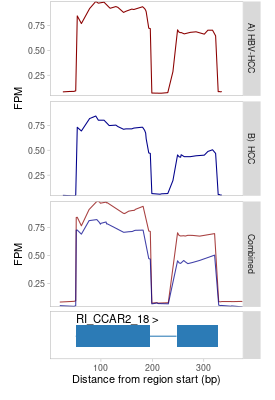 0.75
0.50
0.25
FPM
A) HBV-HCC
0.75
0.50
0.25
B) HCC
0.75
0.50
0.25
FPM
Combined
RI_CCAR2_18 >
100
200
300
Distance from region start (bp)